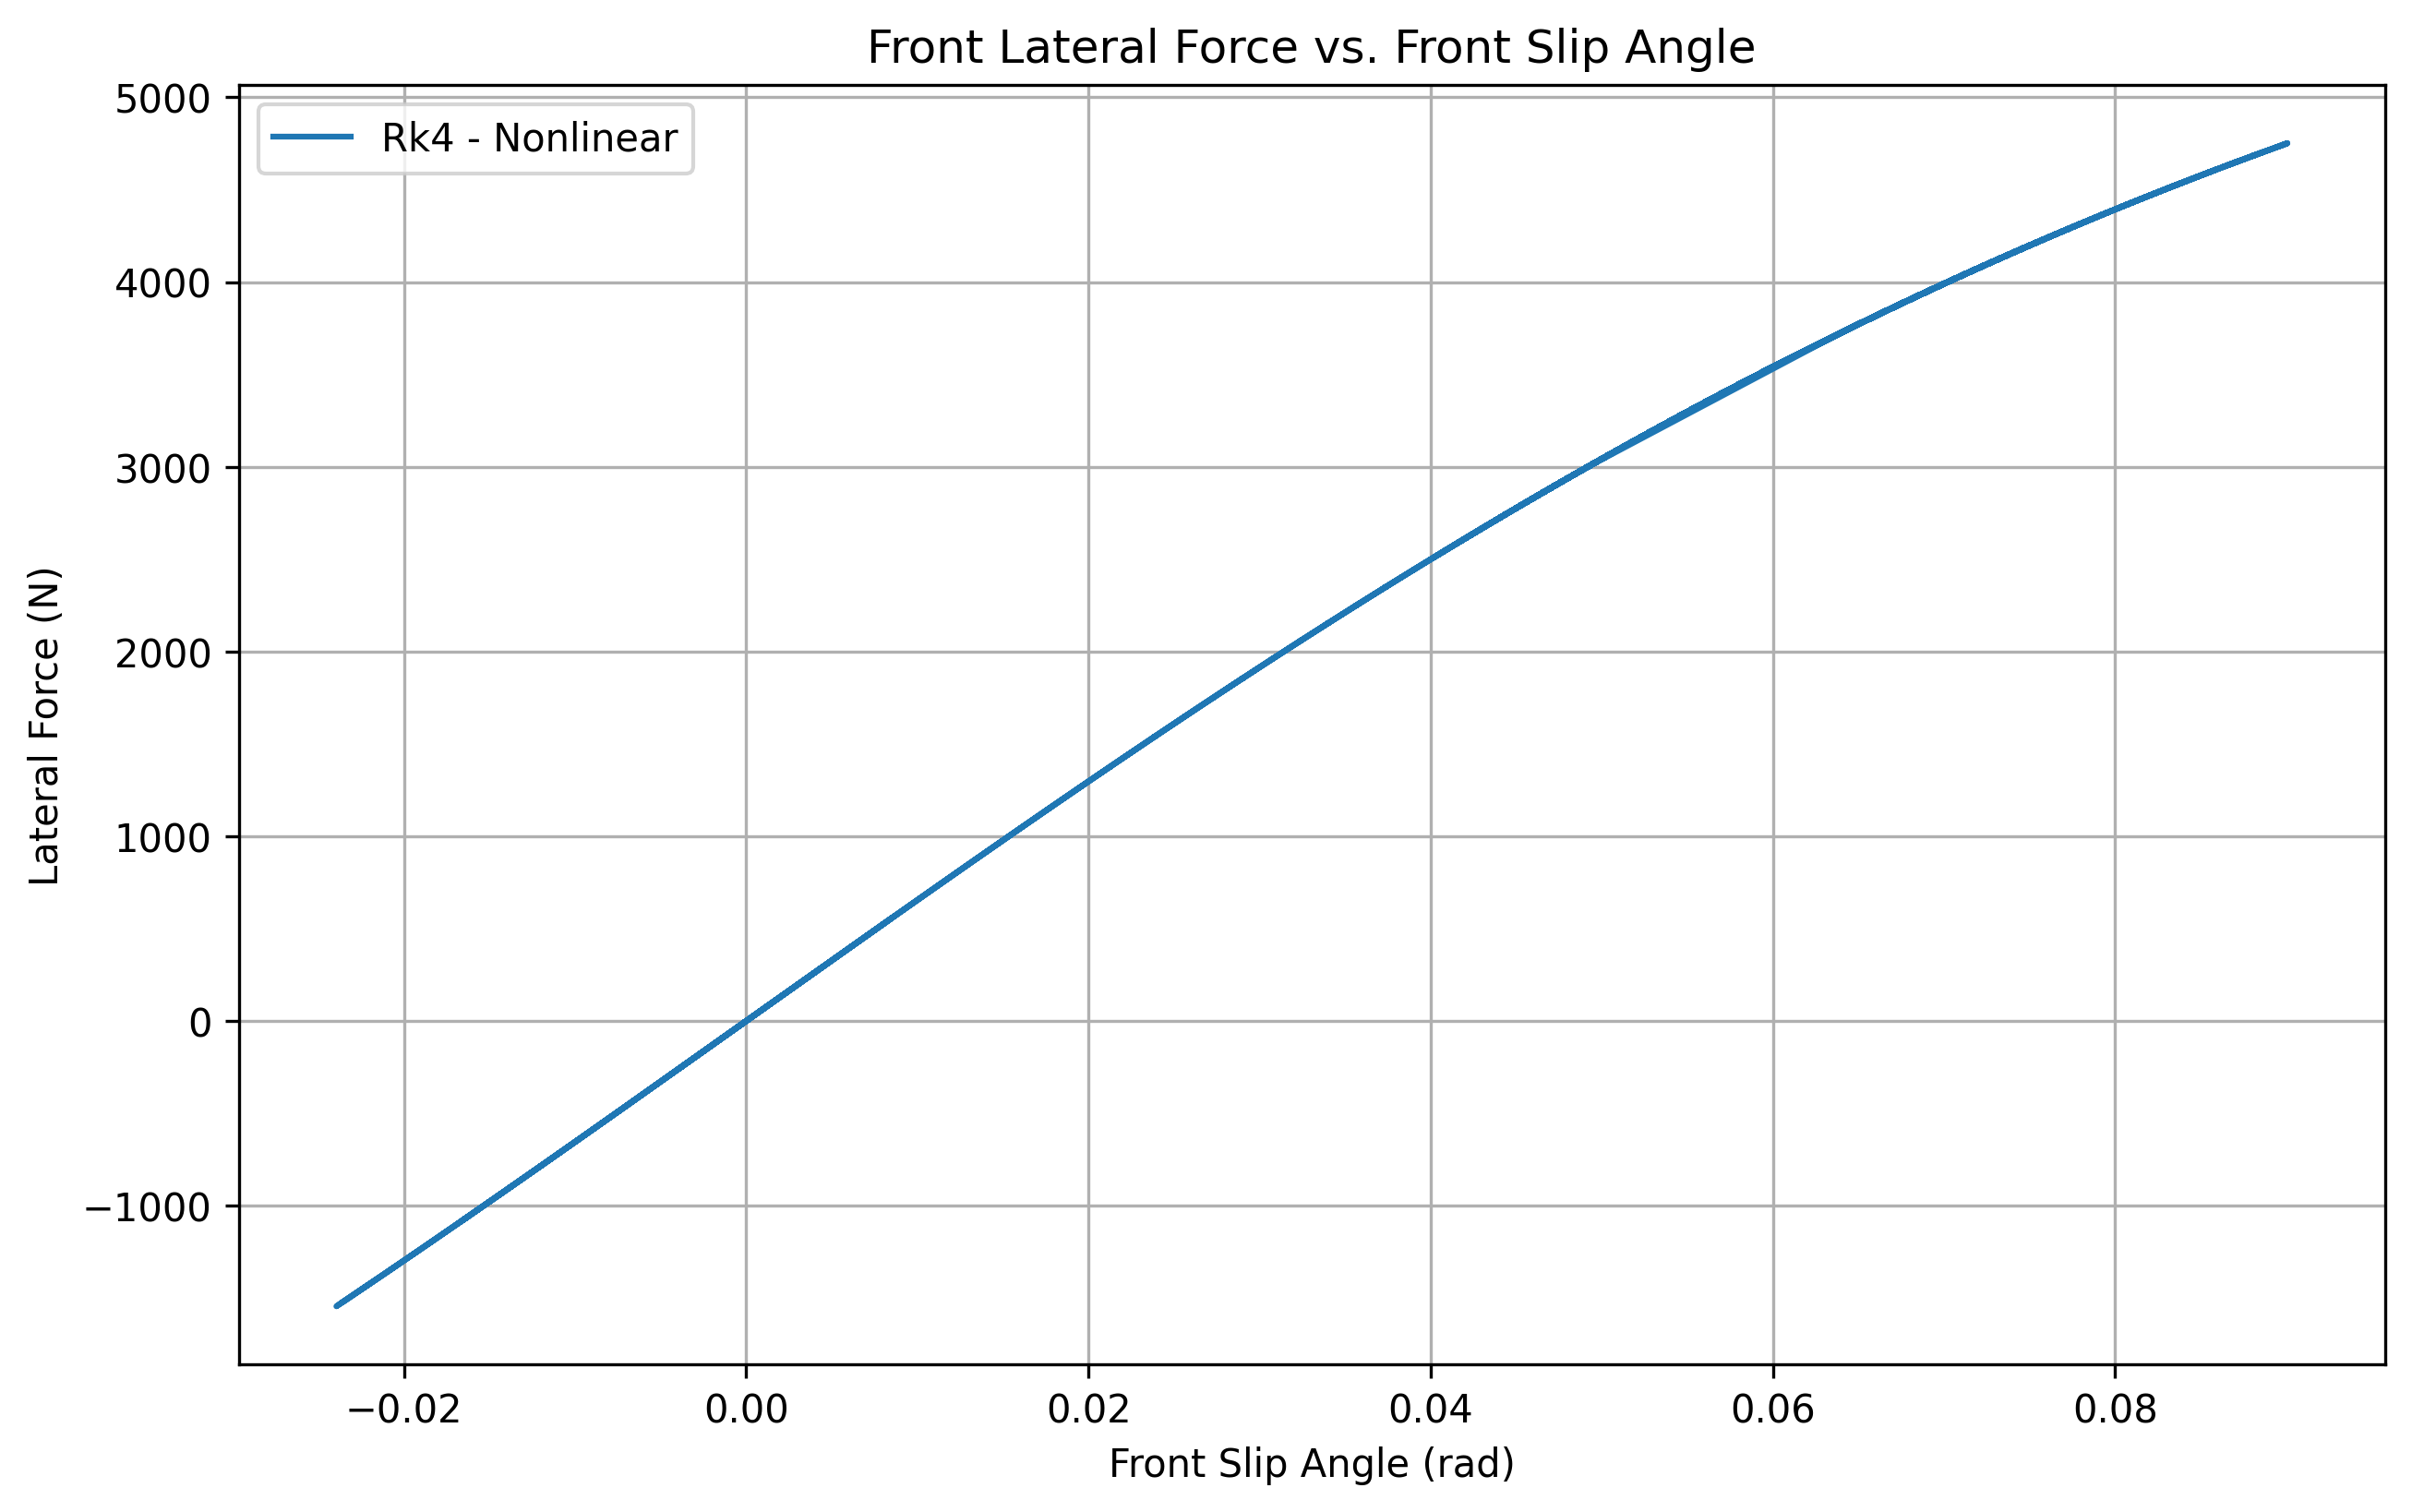 Front Lateral Force vs. Front Slip Angle
Rk4 - Nonlinear
5000
4000
3000
2000
1000
0
−1000
Lateral Force (N)
−0.02 0.00 0.02 0.04 0.06 0.08
Front Slip Angle (rad)